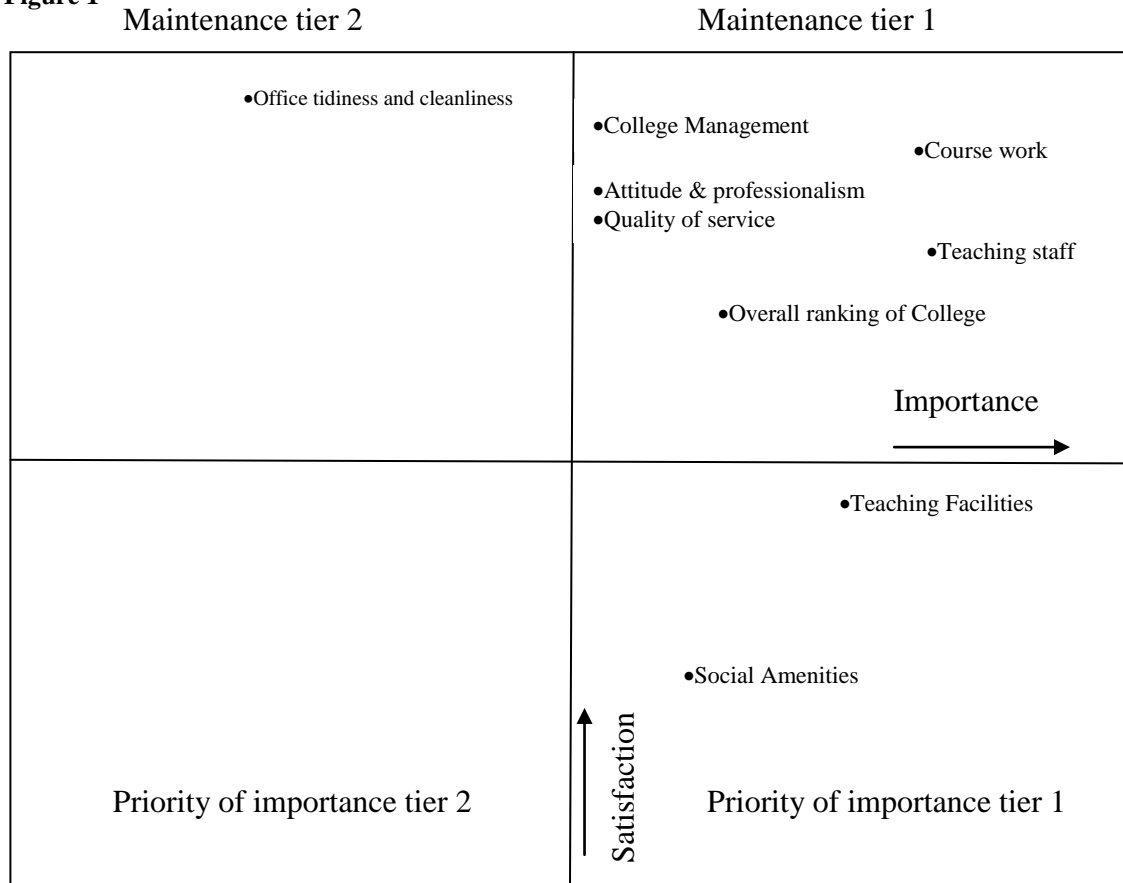 Figure 1
Maintenance tier 2
Maintenance tier 1
•Office tidiness and cleanliness
•College Management
•Course work
•Attitude & professionalism
•Quality of service
•Teaching staff
•Overall ranking of College
Importance
•Teaching Facilities
•Social Amenities
Satisfaction
Priority of importance tier 2
Priority of importance tier 1